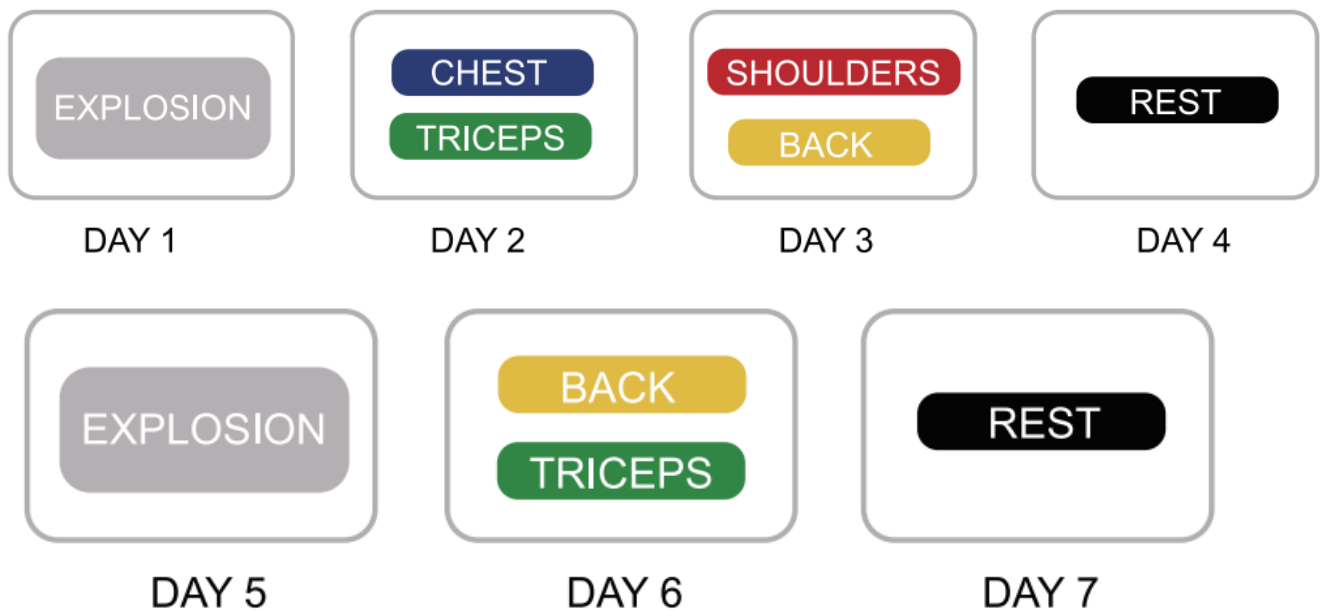 EXPLOSION
CHEST
TRICEPS
SHOULDERS
BACK
REST
DAY 1
DAY 2
DAY 3
DAY 4
EXPLOSION
BACK
TRICEPS
REST
DAY 5
DAY 6
DAY 7